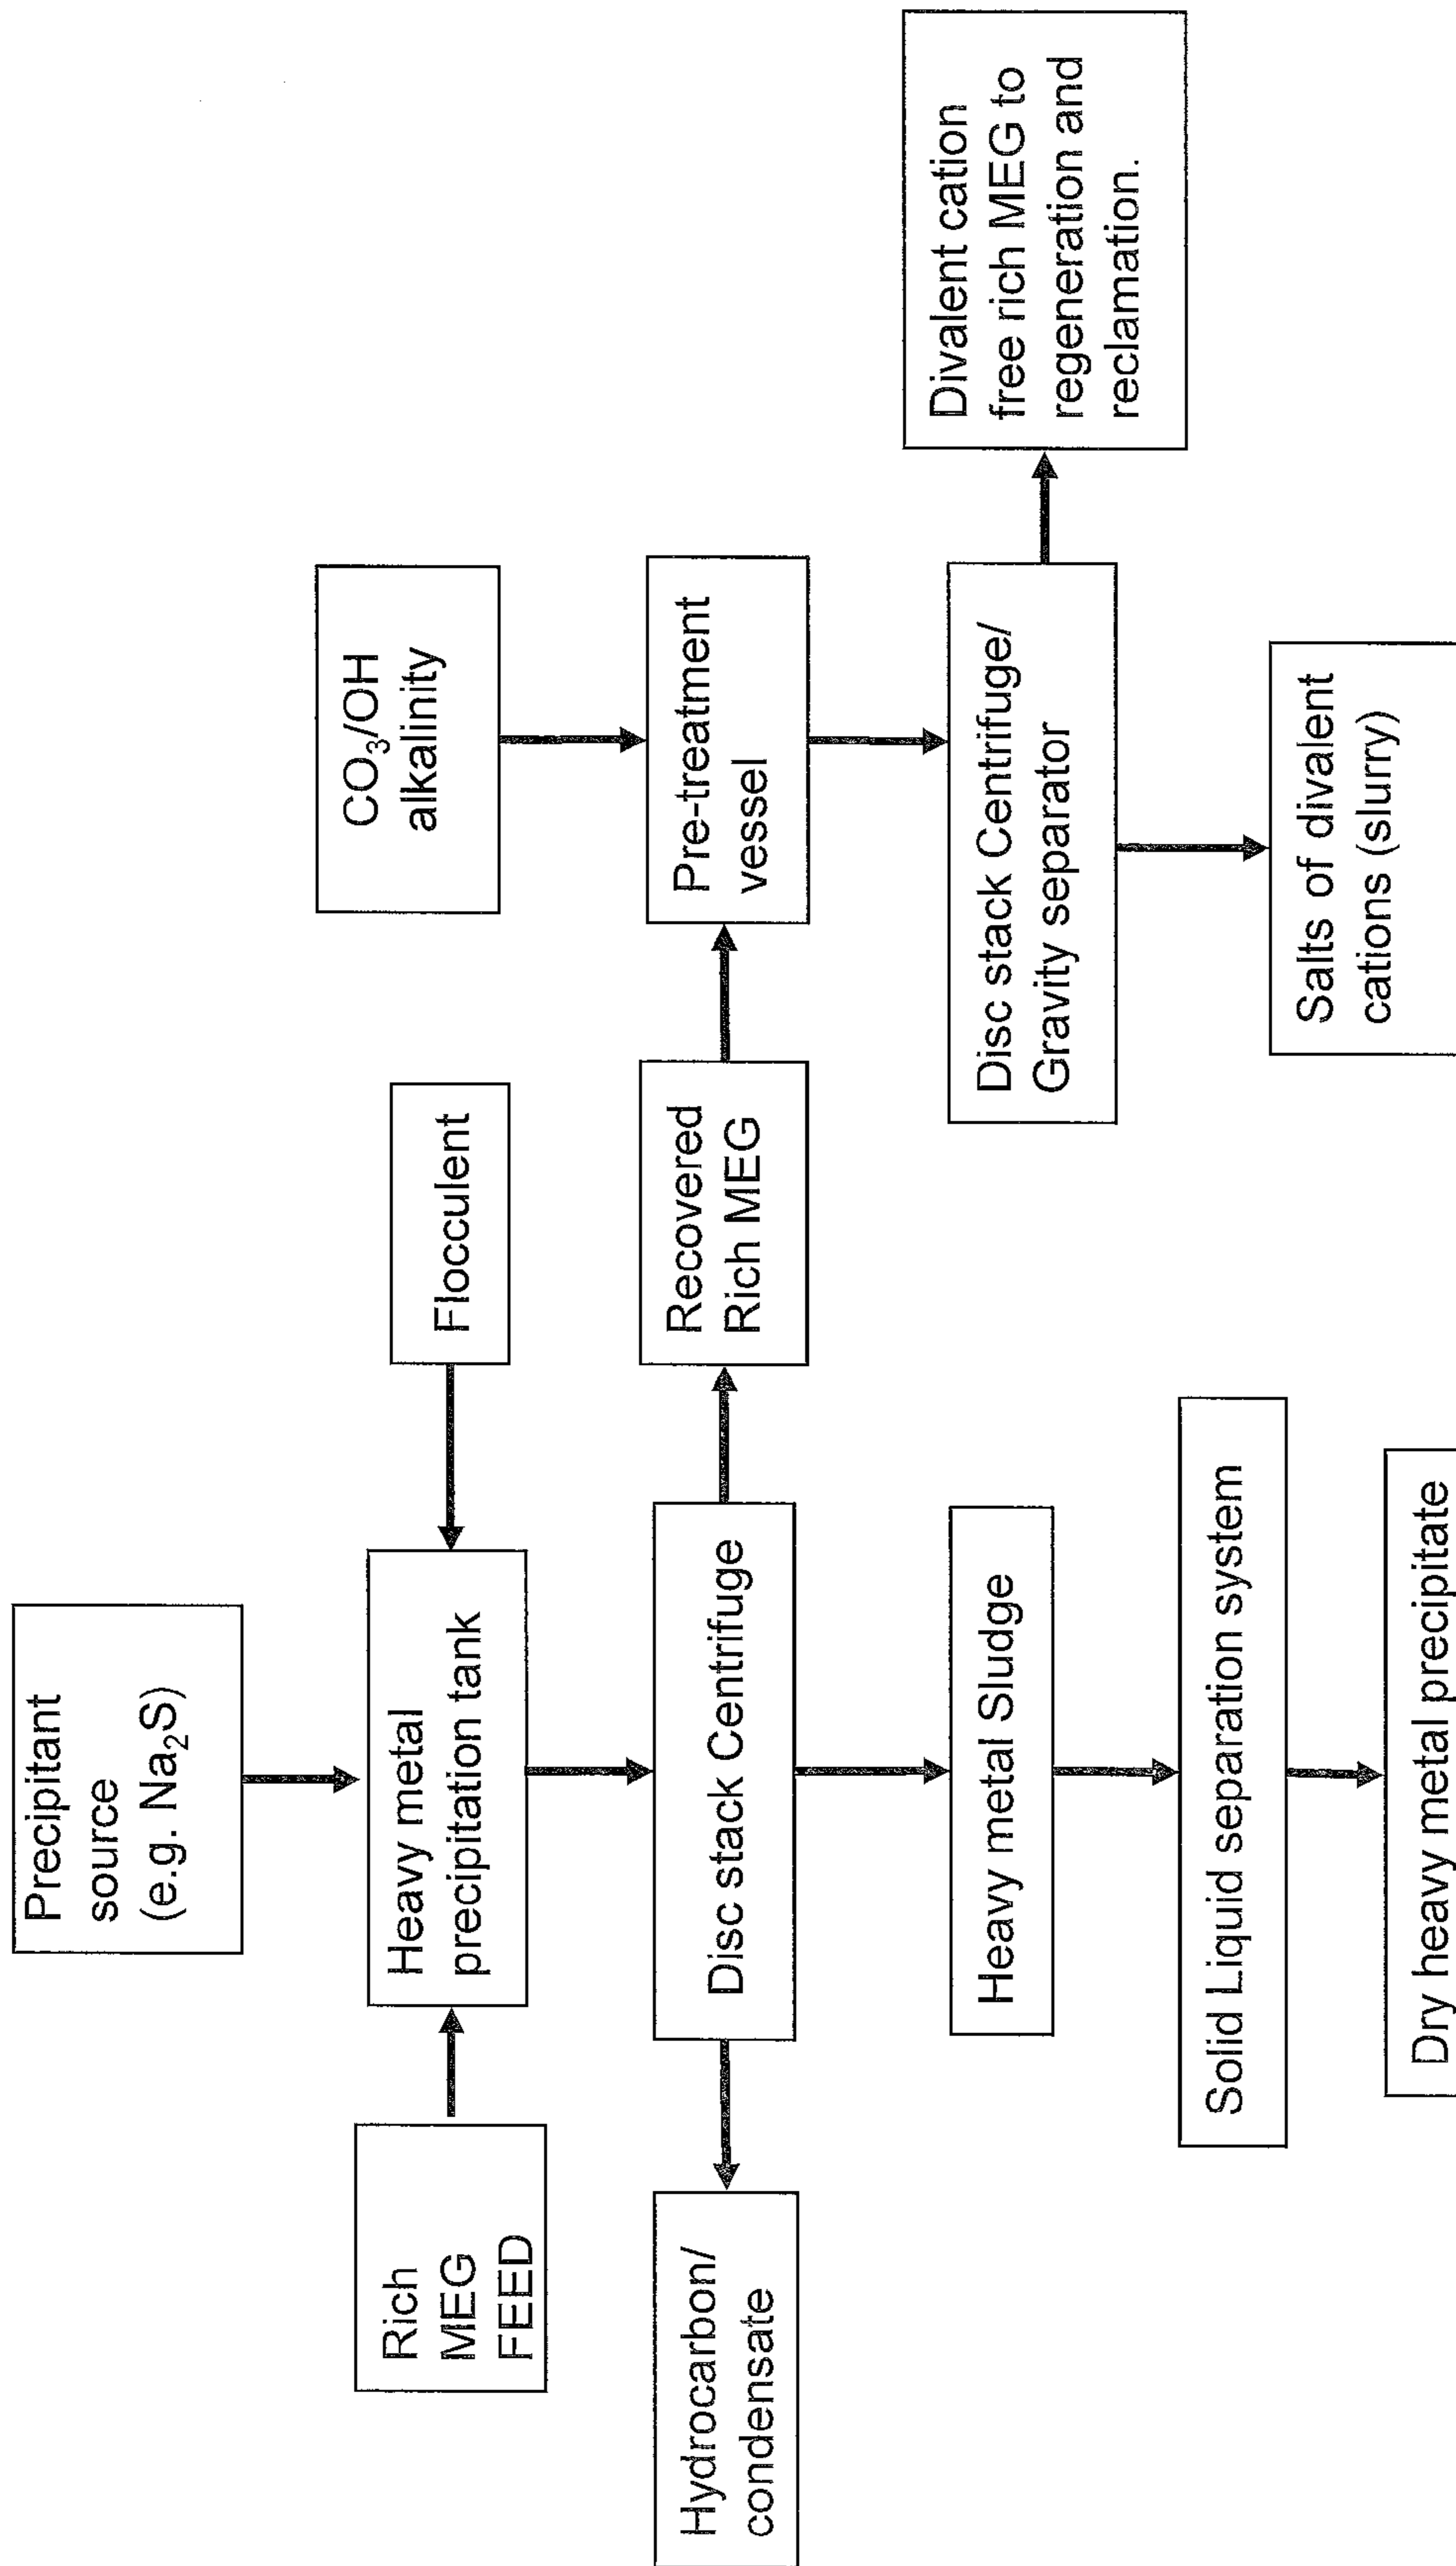 Precipitant
source
(e.g. Na₂S)
Rich
MEG
FEED
Heavy metal
precipitation tank
Flocculent
CO₃/OH
alkalinity
Hydrocarbon/
condensate
Disc stack Centrifuge
Recovered
Rich MEG
Pre-treatment
vessel
Heavy metal Sludge
Disc stack Centrifuge/
Gravity separator
Divalent cation
free rich MEG to
regeneration and
reclamation.
Solid Liquid separation system
Salts of divalent
cations (slurry)
Dry heavy metal precipitate